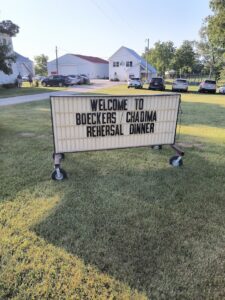 WELCOME TO
BOECKERS / CHADIMA
REHERSAL DINNER